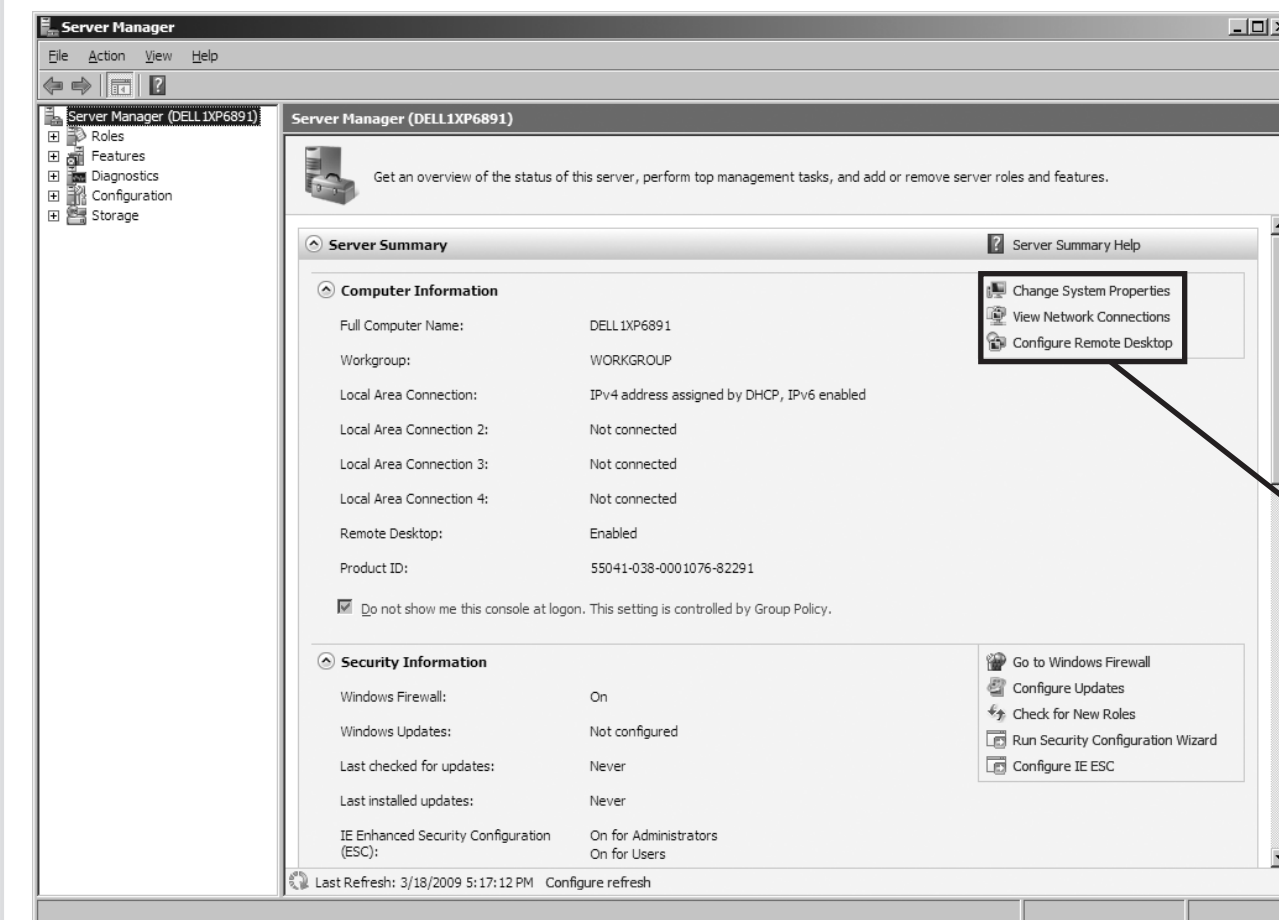 Server Manager
File Action View Help
Server Manager (DELL1XP6891)
Roles
Features
Diagnostics
Configuration
Storage
Server Manager (DELL1XP6891)
Get an overview of the status of this server, perform top management tasks, and add or remove server roles and features.
Server Summary
Server Summary Help
Computer Information
Change System Properties
View Network Connections
Configure Remote Desktop
Full Computer Name: DELL1XP6891
Workgroup: WORKGROUP
Local Area Connection: IPv4 address assigned by DHCP, IPv6 enabled
Local Area Connection 2: Not connected
Local Area Connection 3: Not connected
Local Area Connection 4: Not connected
Remote Desktop: Enabled
Product ID: 55041-038-0001076-82291
Do not show me this console at logon. This setting is controlled by Group Policy.
Security Information
Go to Windows Firewall
Configure Updates
Check for New Roles
Run Security Configuration Wizard
Configure IE ESC
Windows Firewall: On
Windows Updates: Not configured
Last checked for updates: Never
Last installed updates: Never
IE Enhanced Security Configuration (ESC): On for Administrators
On for Users
Last Refresh: 3/18/2009 5:17:12 PM Configure refresh